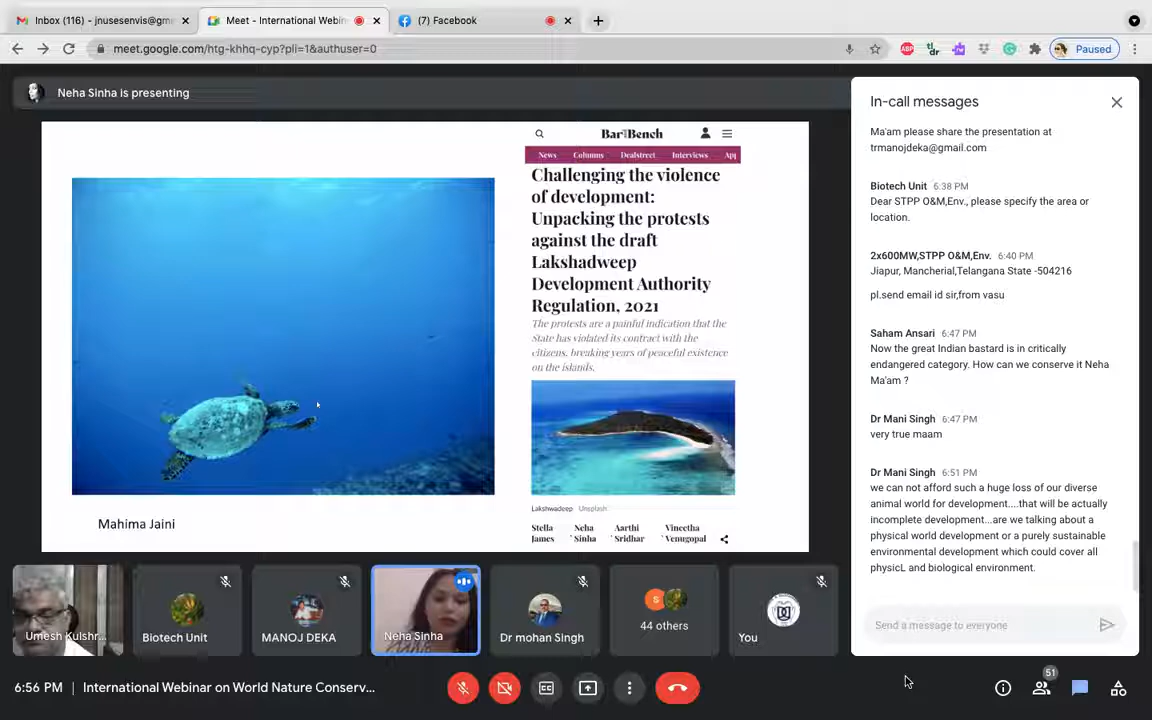 Inbox (116) - jnusesenvis@gm
Meet - International Webin
(7) Facebook
meet.google.com/htg-khhq-cyp?pli=1&authuser=0
ABP
tl;dr
Paused
Neha Sinha is presenting
In-call messages
Bar&Bench
News Columns Dealstreet Interviews App
Challenging the violence
of development:
Unpacking the protests
against the draft
Lakshadweep
Development Authority
Regulation, 2021
The protests are a painful indication that the
State has violated its contract with the
citizens, breaking years of peaceful existence
on the islands.
Lakshwadeep Unsplash
Stella James
Neha Sinha
Aarthi Sridhar
Vineetha Venugopal
Mahima Jaini
Ma'am please share the presentation at
trmanojdeka@gmail.com
Biotech Unit 6:38 PM
Dear STPP O&M,Env., please specify the area or
location.
2x600MW,STPP O&M,Env. 6:40 PM
Jiapur, Mancherial,Telangana State -504216
pl.send email id sir,from vasu
Saham Ansari 6:47 PM
Now the great Indian bastard is in critically
endangered category. How can we conserve it Neha
Ma'am ?
Dr Mani Singh 6:47 PM
very true maam
Dr Mani Singh 6:51 PM
we can not afford such a huge loss of our diverse
animal world for development....that will be actually
incomplete development...are we talking about a
physical world development or a purely sustainable
environmental development which could cover all
physicL and biological environment.
Send a message to everyone
Umesh Kulshr...
Biotech Unit
MANOJ DEKA
Neha Sinha
Dr mohan Singh
S
44 others
You
6:56 PM | International Webinar on World Nature Conserv...
51